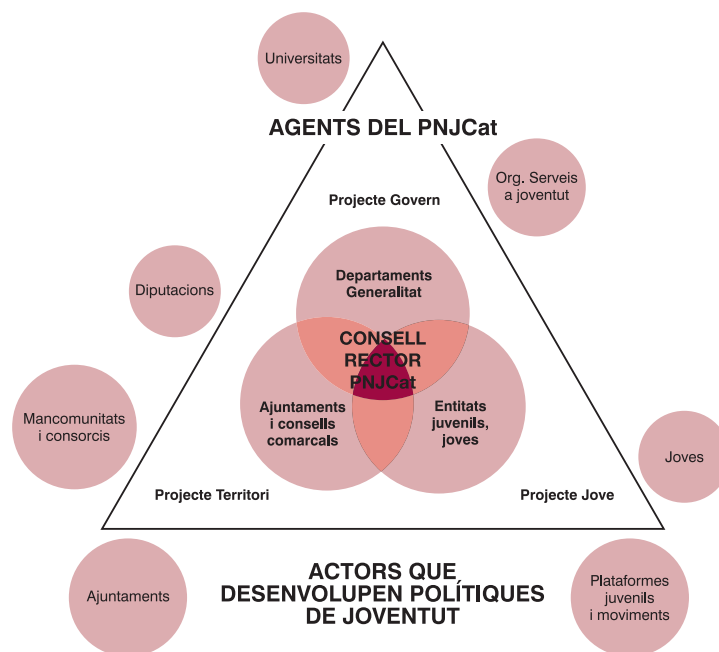 Universitats
AGENTS DEL PNJCat
Org. Serveis
a joventut
Projecte Govern
Departaments
Generalitat
Diputacions
CONSELL
RECTOR
PNJCat
Ajuntaments
i consells
comarcals
Entitats
juvenils,
joves
Mancomunitats
i consorcis
Joves
Projecte Territori
Projecte Jove
Ajuntaments
ACTORS QUE
DESENVOLUPEN POLÍTIQUES
DE JOVENTUT
Plataformes
juvenils
i moviments